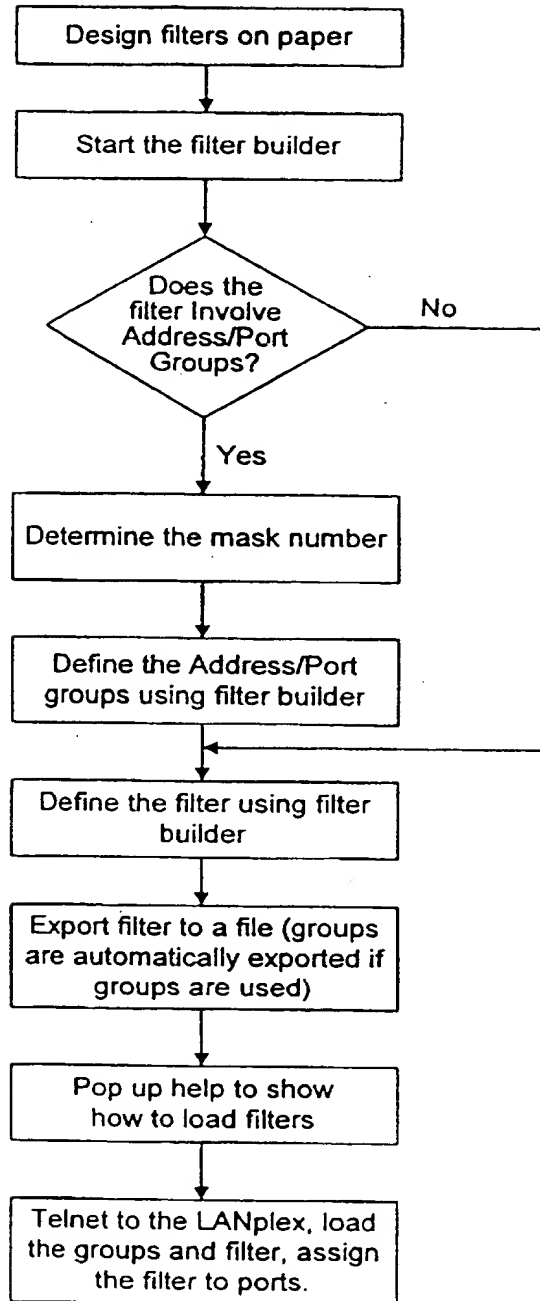 Design filters on paper
Start the filter builder
Does the
filter Involve
Address/Port
Groups?
No
Yes
Determine the mask number
Define the Address/Port
groups using filter builder
Define the filter using filter
builder
Export filter to a file (groups
are automatically exported if
groups are used)
Pop up help to show
how to load filters
Telnet to the LANplex, load
the groups and filter, assign
the filter to ports.